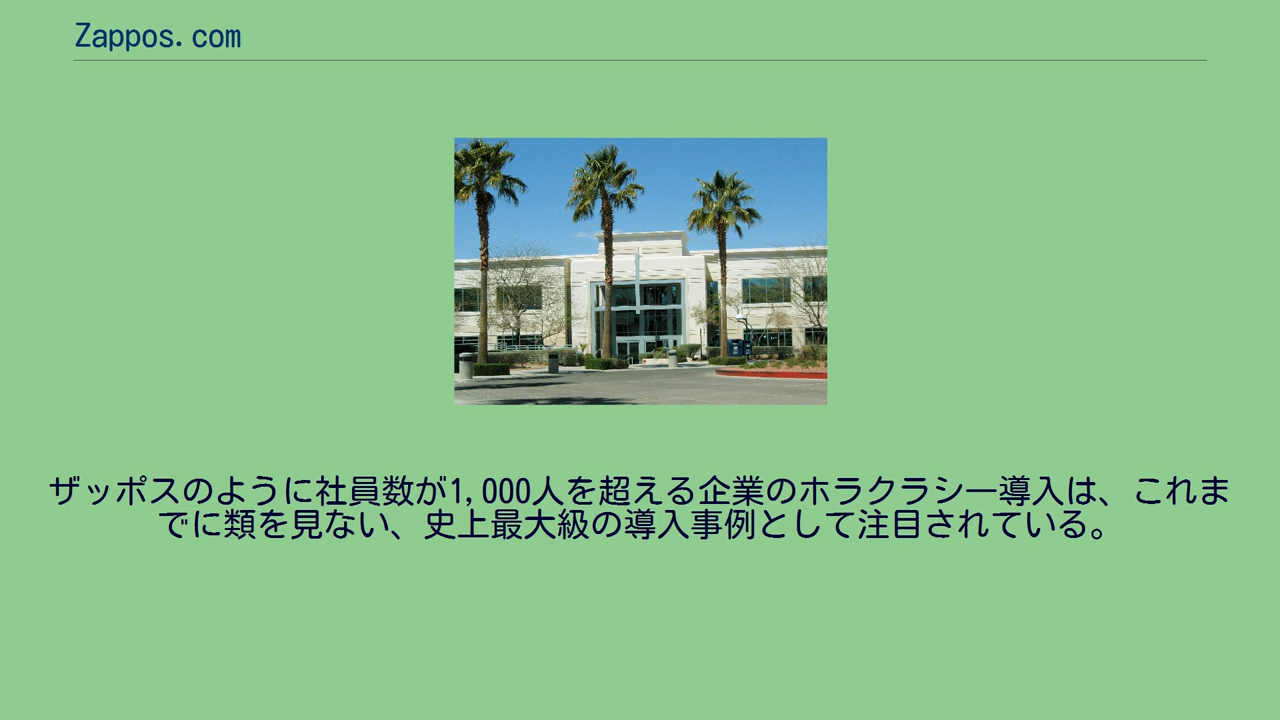 Zappos.com
ザッポスのように社員数が1,000人を超える企業のホラクラシー導入は、これま
でに類を見ない、史上最大級の導入事例として注目されている。